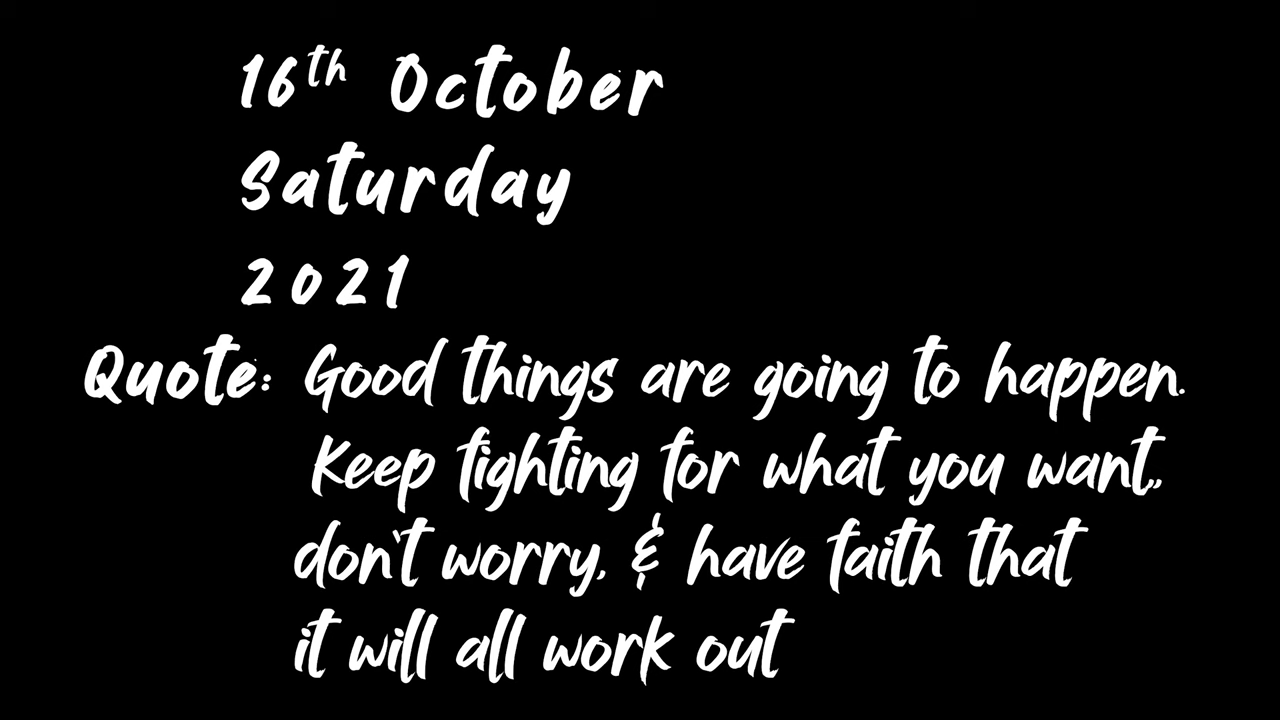 16th October
Saturday
2021
Quote: Good things are going to happen.
Keep fighting for what you want,,
don't worry, & have faith that
it will all work out